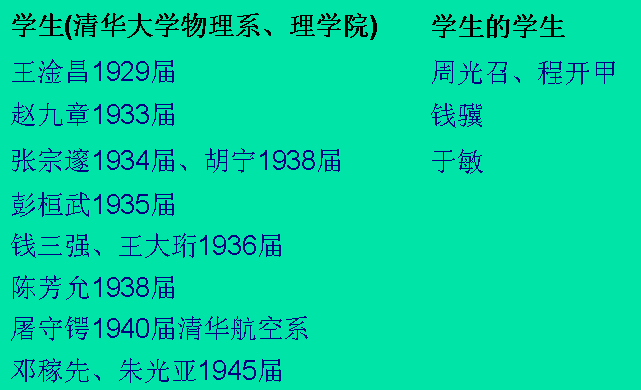 学生(清华大学物理系、理学院) 学生的学生
王淦昌1929届 周光召、程开甲
赵九章1933届 钱骥
张宗邃1934届、胡宁1938届 于敏
彭桓武1935届
钱三强、王大珩1936届
陈芳允1938届
屠守锷1940届清华航空系
邓稼先、朱光亚1945届